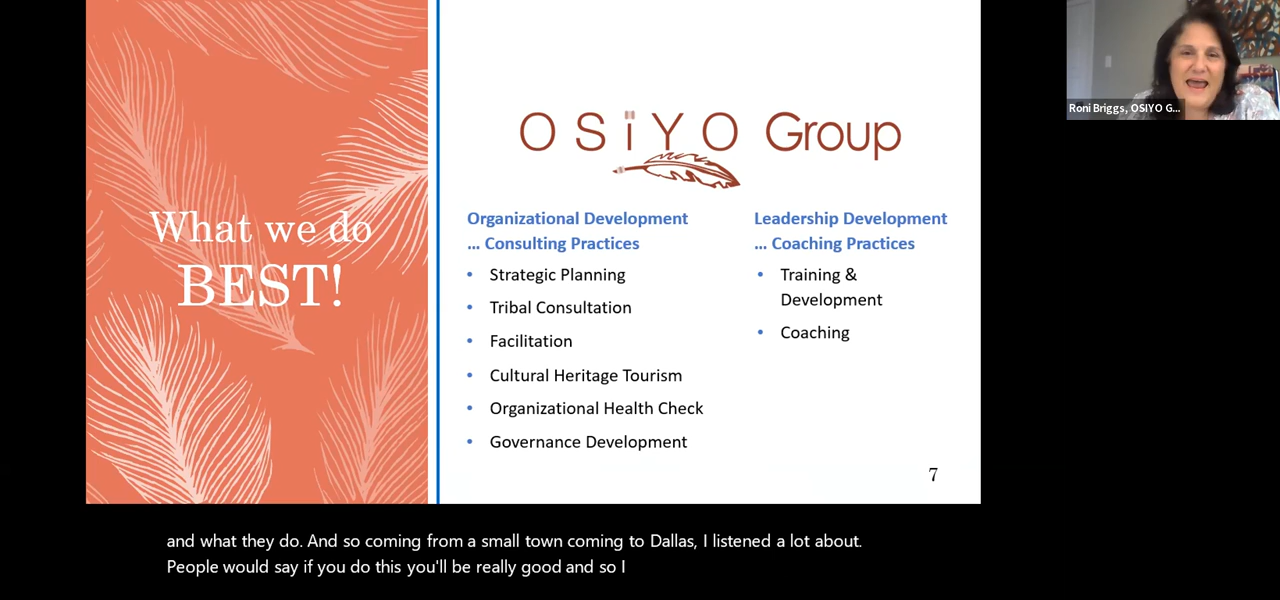 What we do
BEST!
OSiYO Group
Organizational Development
... Consulting Practices
• Strategic Planning
• Tribal Consultation
• Facilitation
• Cultural Heritage Tourism
• Organizational Health Check
• Governance Development
Leadership Development
... Coaching Practices
• Training &
Development
• Coaching
7
Roni Briggs, OSIYO G...
and what they do. And so coming from a small town coming to Dallas, I listened a lot about.
People would say if you do this you'll be really good and so I